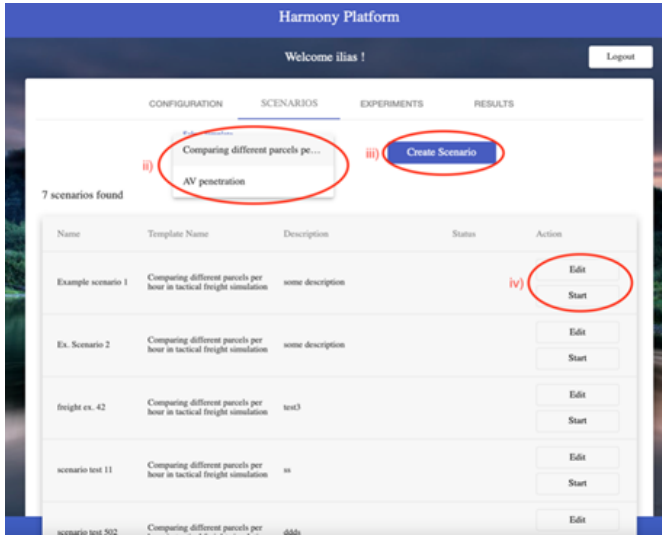 Harmony Platform
Welcome ilias !
Logout
CONFIGURATION SCENARIOS EXPERIMENTS RESULTS
Comparing different parcels pe...
ii)
AV penetration
iii) Create Scenario
7 scenarios found
Name Template Name Description Status Action
Example scenario 1
Comparing different parcels per
hour in tactical freight simulation
some description
iv)
Edit
Start
Ex. Scenario 2
Comparing different parcels per
hour in tactical freight simulation
some description
Edit
Start
freight ex. 42
Comparing different parcels per
hour in tactical freight simulation
test3
Edit
Start
scenario test 11
Comparing different parcels per
hour in tactical freight simulation
ss
Edit
Start
scenario test 502
Comparing different parcels per
ddds
Edit